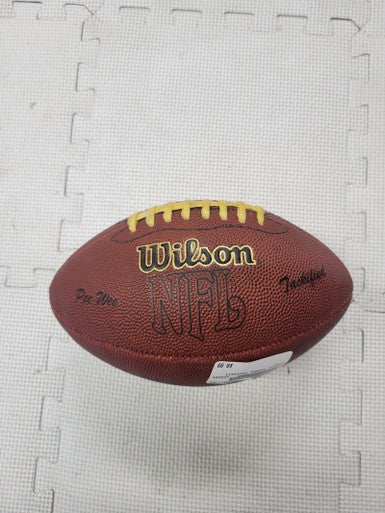 Wilson
NFL
Pee Wee
Tackified